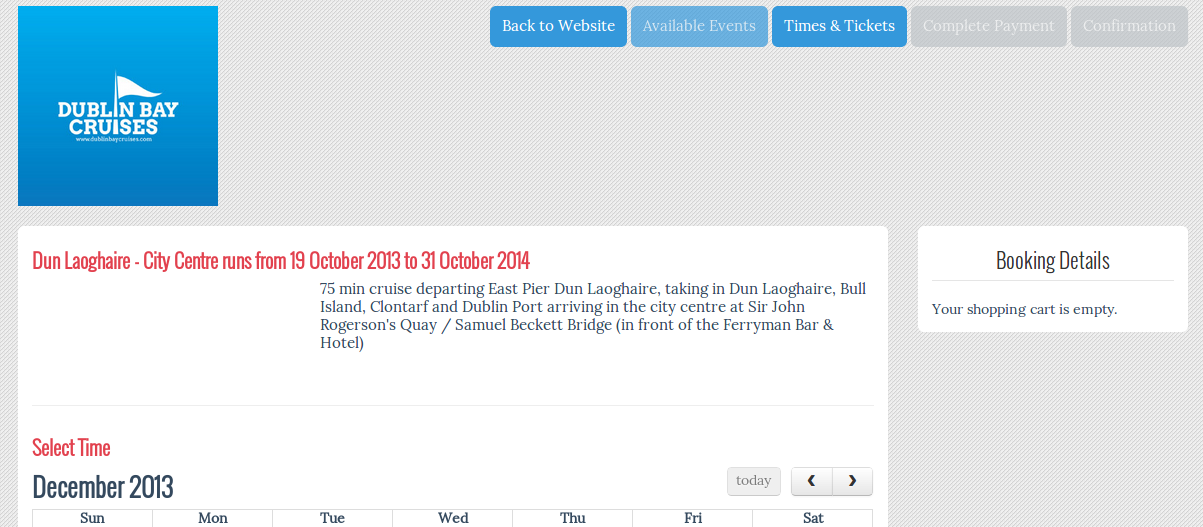 Back to Website
Available Events
Times & Tickets
Complete Payment
Confirmation
DUBLIN BAY
CRUISES
www.dublinbaycruises.com
Dun Laoghaire - City Centre runs from 19 October 2013 to 31 October 2014
75 min cruise departing East Pier Dun Laoghaire, taking in Dun Laoghaire, Bull
Island, Clontarf and Dublin Port arriving in the city centre at Sir John
Rogerson's Quay / Samuel Beckett Bridge (in front of the Ferryman Bar &
Hotel)
Booking Details
Your shopping cart is empty.
Select Time
December 2013
today
Sun Mon Tue Wed Thu Fri Sat